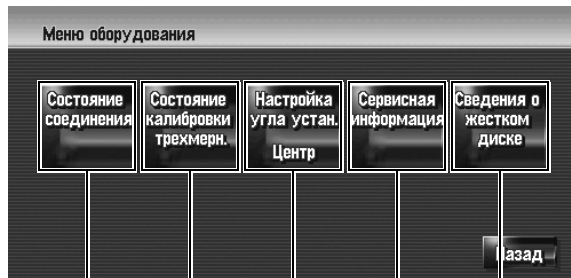 Меню оборудования
Состояние
соединения
Состояние
калибровки
трехмерн.
Настройка
угла устан.
Центр
Сервисная
информация
Сведения о
жестком
диске
Назад